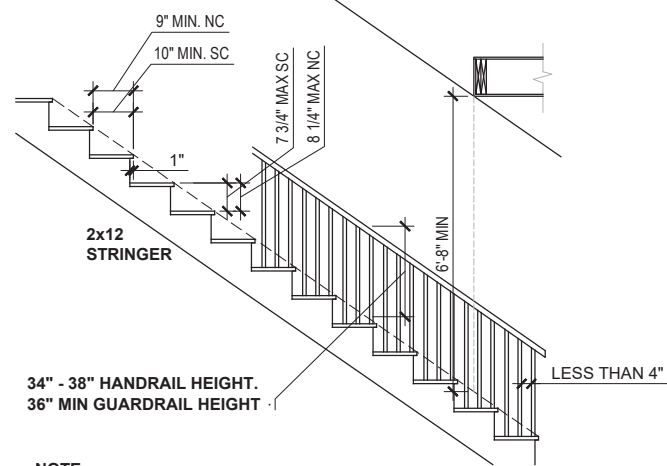 9" MIN. NC
10" MIN. SC
7 3/4" MAX SC
8 1/4" MAX NC
1"
2x12
STRINGER
6'-8" MIN
34" - 38" HANDRAIL HEIGHT.
36" MIN GUARDRAIL HEIGHT
LESS THAN 4"
NOTE